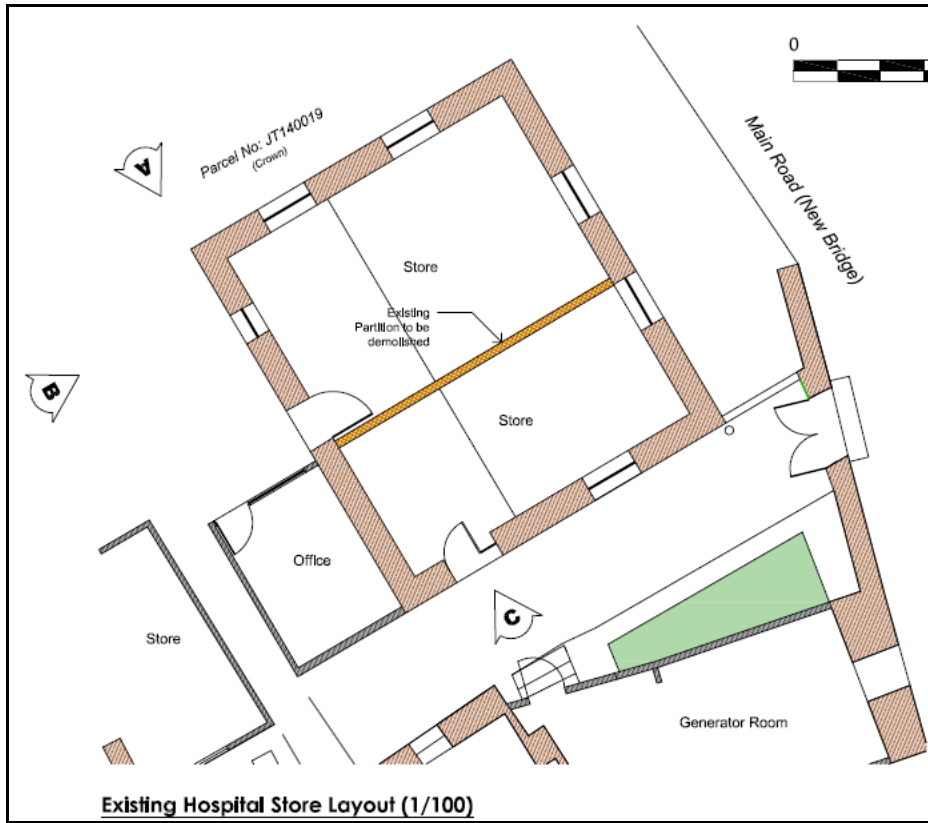 0
Parcel No: JT140019
(Crown)
A
Main Road (New Bridge)
Store
Existing
Partition to be
demolished
B
Store
Office
C
Store
Generator Room
Existing Hospital Store Layout (1/100)